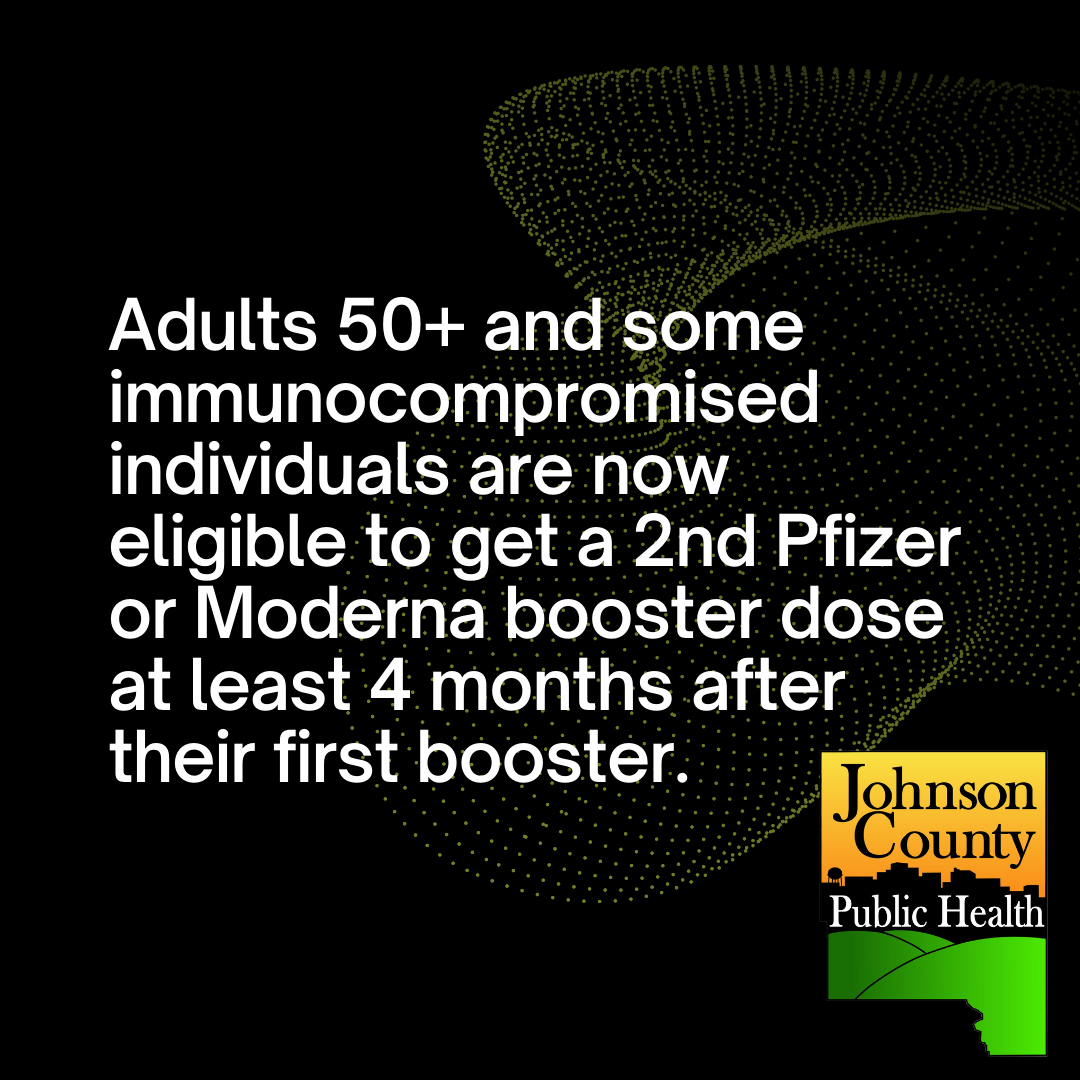 Adults 50+ and some
immunocompromised
individuals are now
eligible to get a 2nd Pfizer
or Moderna booster dose
at least 4 months after
their first booster.
Johnson
County
Public Health